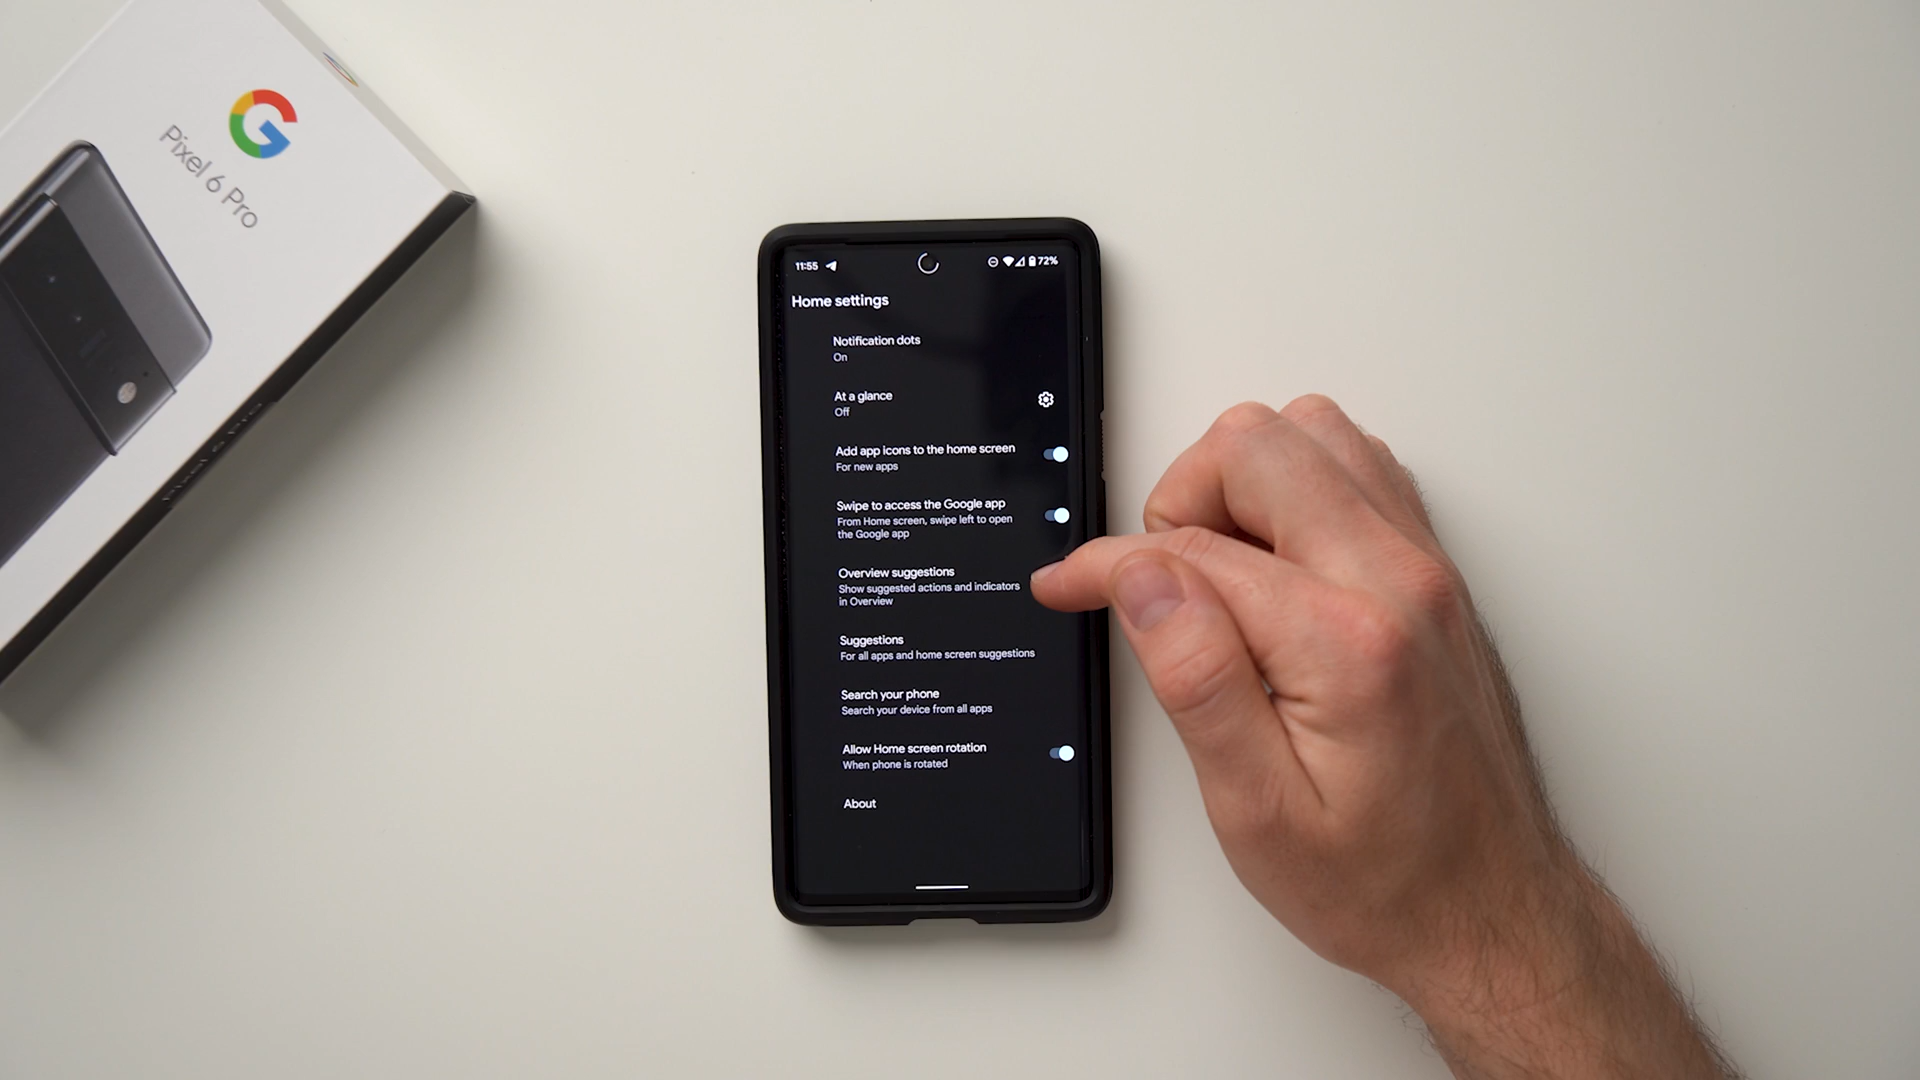 Pixel 6 Pro
Pixel 6 Pro
11:55
72%
Home settings
Notification dots
On
At a glance
Off
Add app icons to the home screen
For new apps
Swipe to access the Google app
From Home screen, swipe left to open
the Google app
Overview suggestions
Show suggested actions and indicators
in Overview
Suggestions
For all apps and home screen suggestions
Search your phone
Search your device from all apps
Allow Home screen rotation
When phone is rotated
About